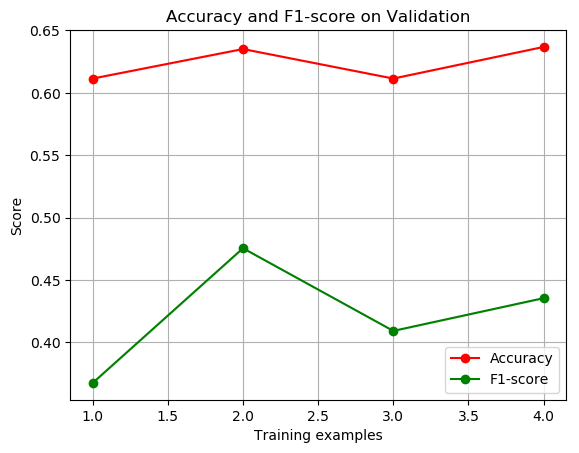 Accuracy and F1-score on Validation
0.65
0.60
0.55
0.50
0.45
0.40
Score
Accuracy
F1-score
1.0 1.5 2.0 2.5 3.0 3.5 4.0
Training examples